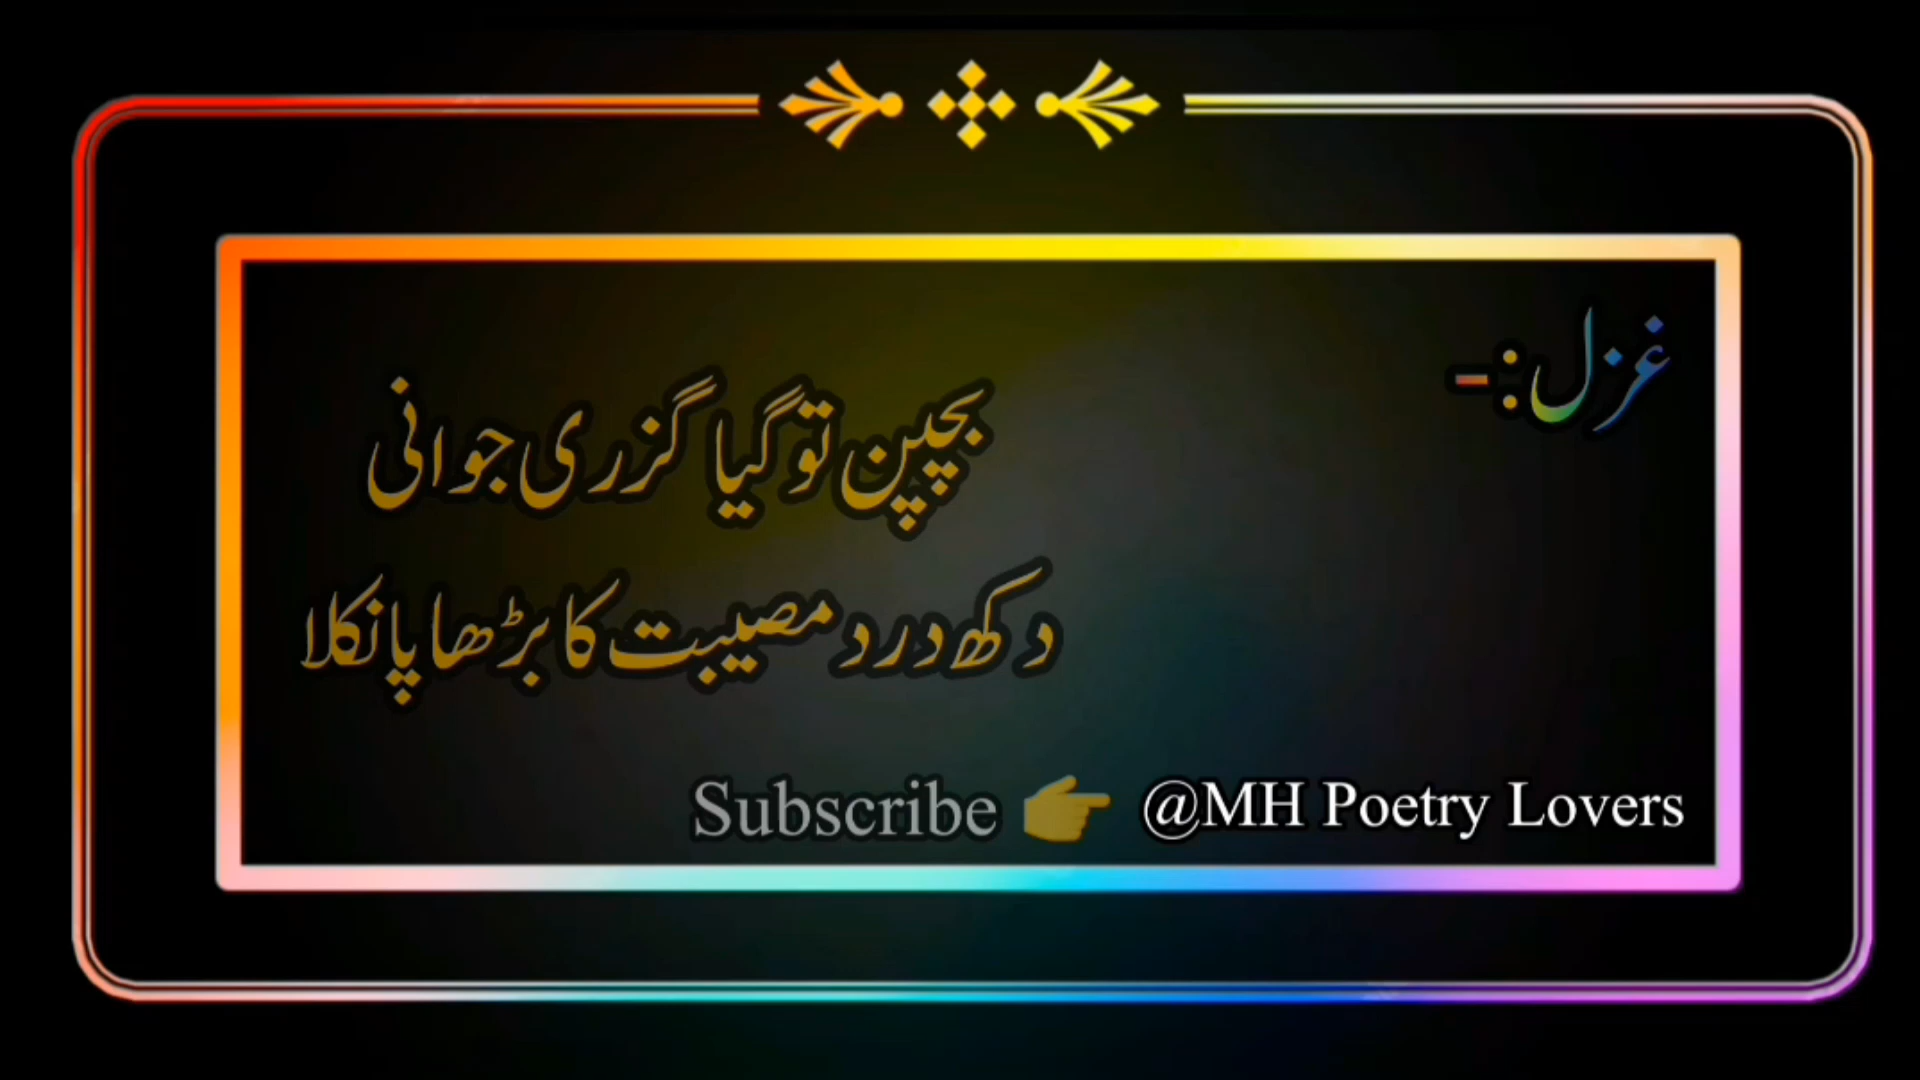 غزل:-
بچپن تو گیا گزری جوانی
دکھ درد مصیبت کا بڑھاپا نکلا
Subscribe 👉 @MH Poetry Lovers